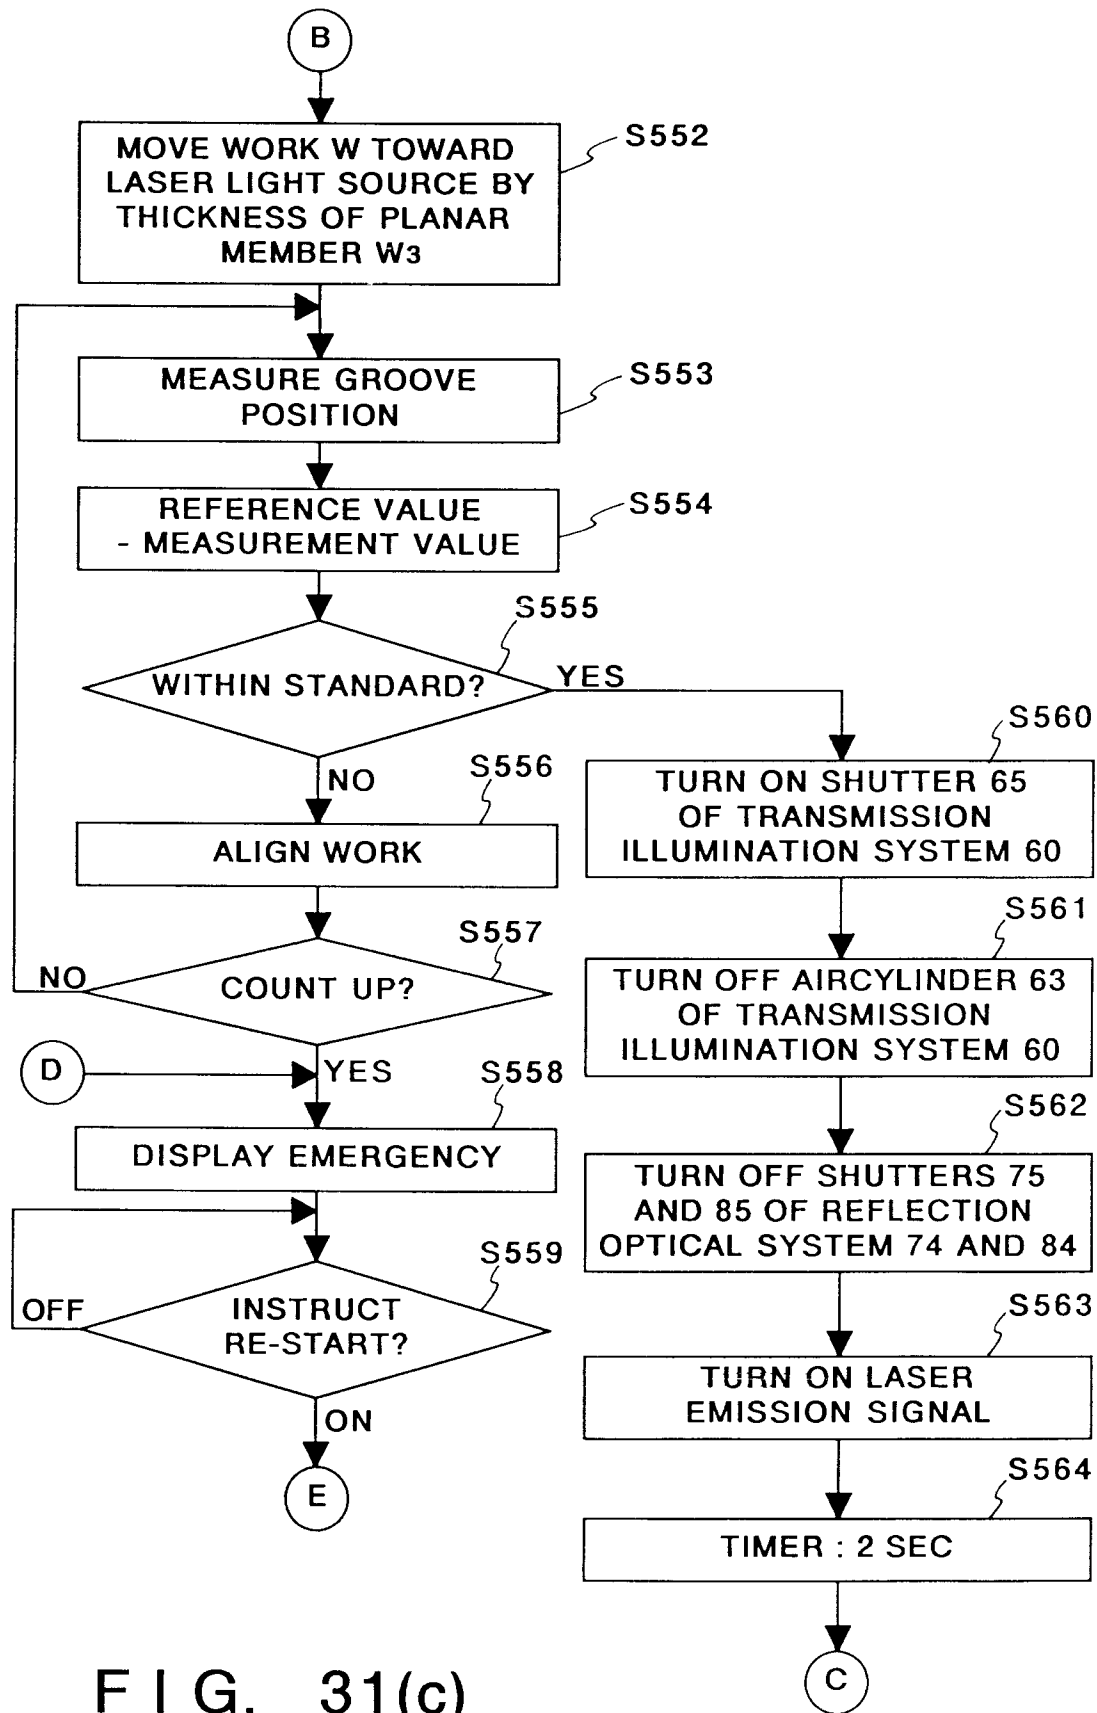 B
MOVE WORK W TOWARD
LASER LIGHT SOURCE BY
THICKNESS OF PLANAR
MEMBER W3
S552
MEASURE GROOVE
POSITION
S553
REFERENCE VALUE
- MEASUREMENT VALUE
S554
S555
WITHIN STANDARD?
YES
NO
S556
ALIGN WORK
S557
COUNT UP?
NO
YES
D
S558
DISPLAY EMERGENCY
S559
INSTRUCT
RE-START?
OFF
ON
E
S560
TURN ON SHUTTER 65
OF TRANSMISSION
ILLUMINATION SYSTEM 60
S561
TURN OFF AIRCYLINDER 63
OF TRANSMISSION
ILLUMINATION SYSTEM 60
S562
TURN OFF SHUTTERS 75
AND 85 OF REFLECTION
OPTICAL SYSTEM 74 AND 84
S563
TURN ON LASER
EMISSION SIGNAL
S564
TIMER : 2 SEC
C
FIG. 31(c)